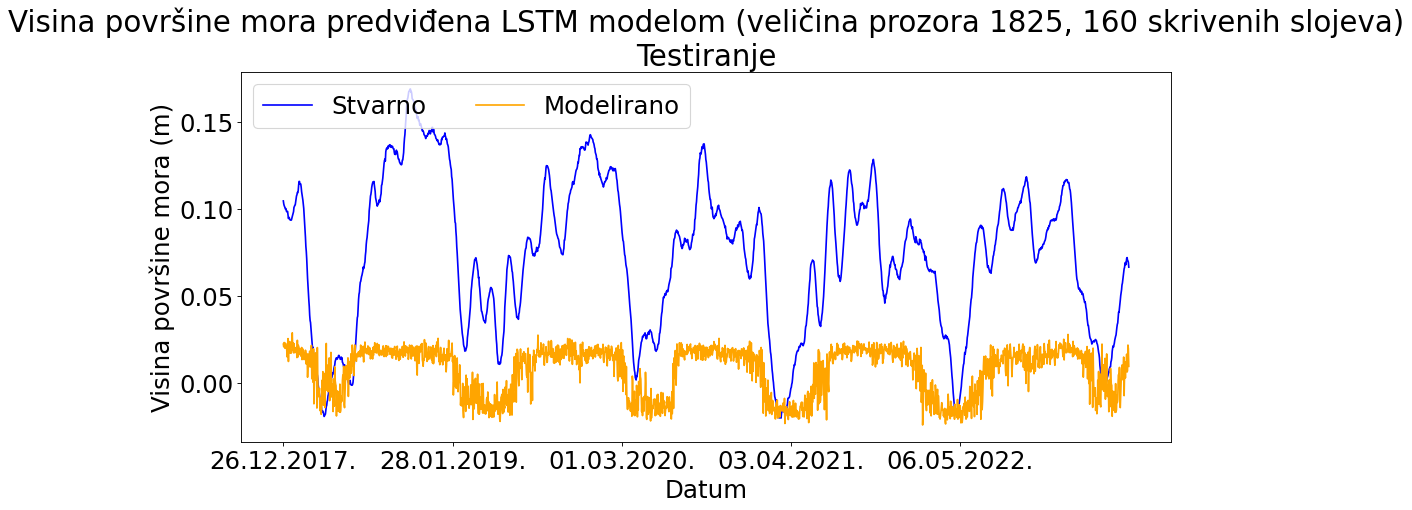 Visina površine mora predviđena LSTM modelom (veličina prozora 1825, 160 skrivenih slojeva)
Testiranje
Stvarno Modelirano
Visina površine mora (m)
0.15
0.10
0.05
0.00
26.12.2017. 28.01.2019. 01.03.2020. 03.04.2021. 06.05.2022.
Datum